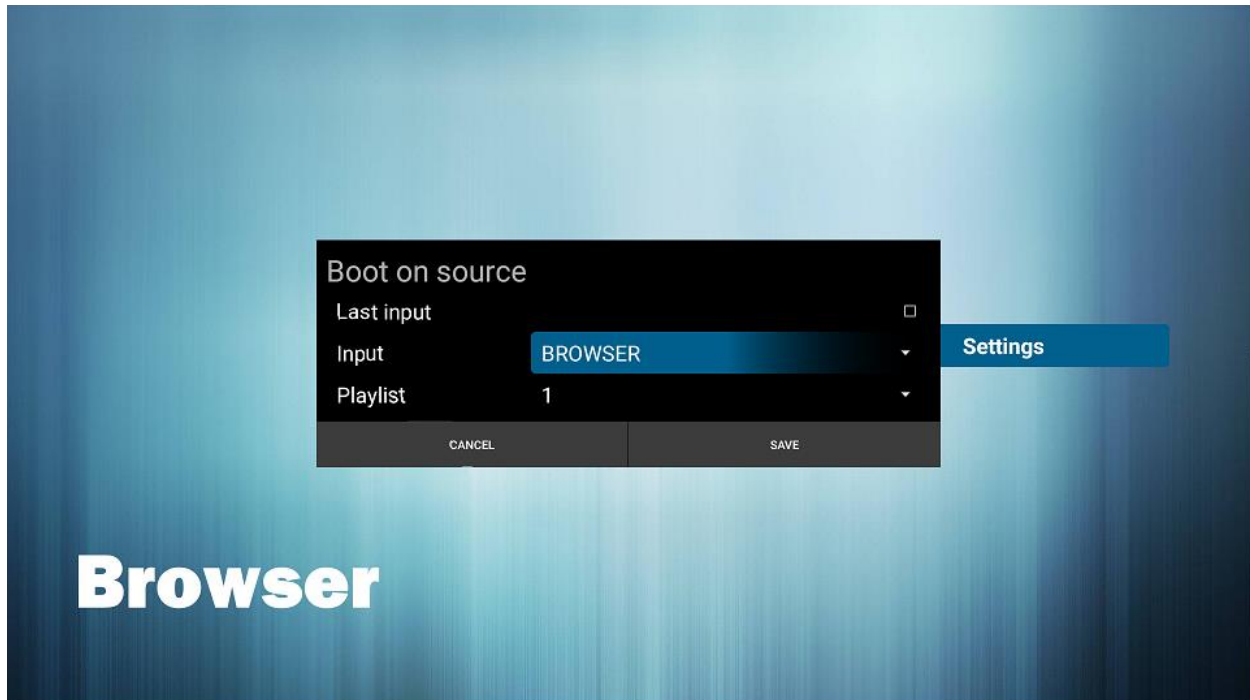 Boot on source
Last input
Input BROWSER
Settings
Playlist 1
CANCEL SAVE
Browser